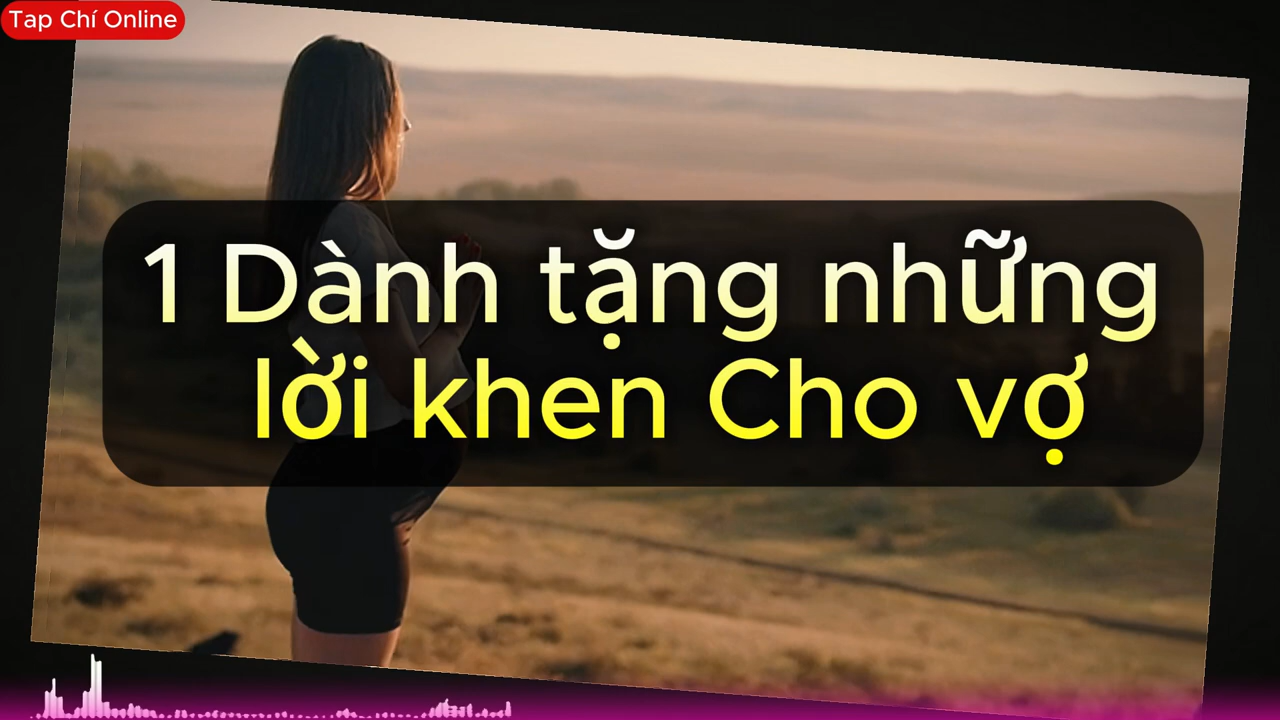 Tap Chí Online
1 Dành tặng những
lời khen Cho vợ